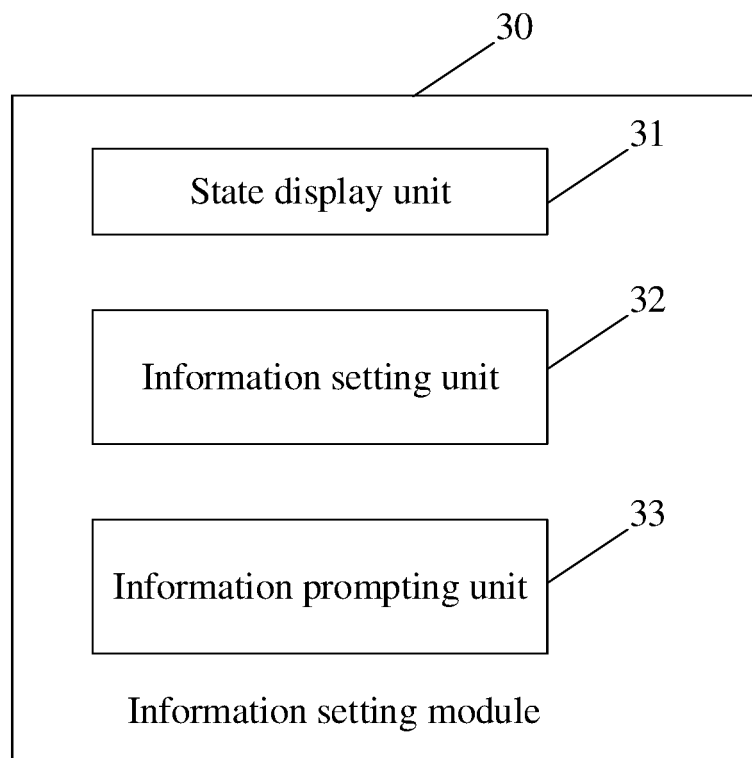 30
State display unit
31
Information setting unit
32
Information prompting unit
33
Information setting module